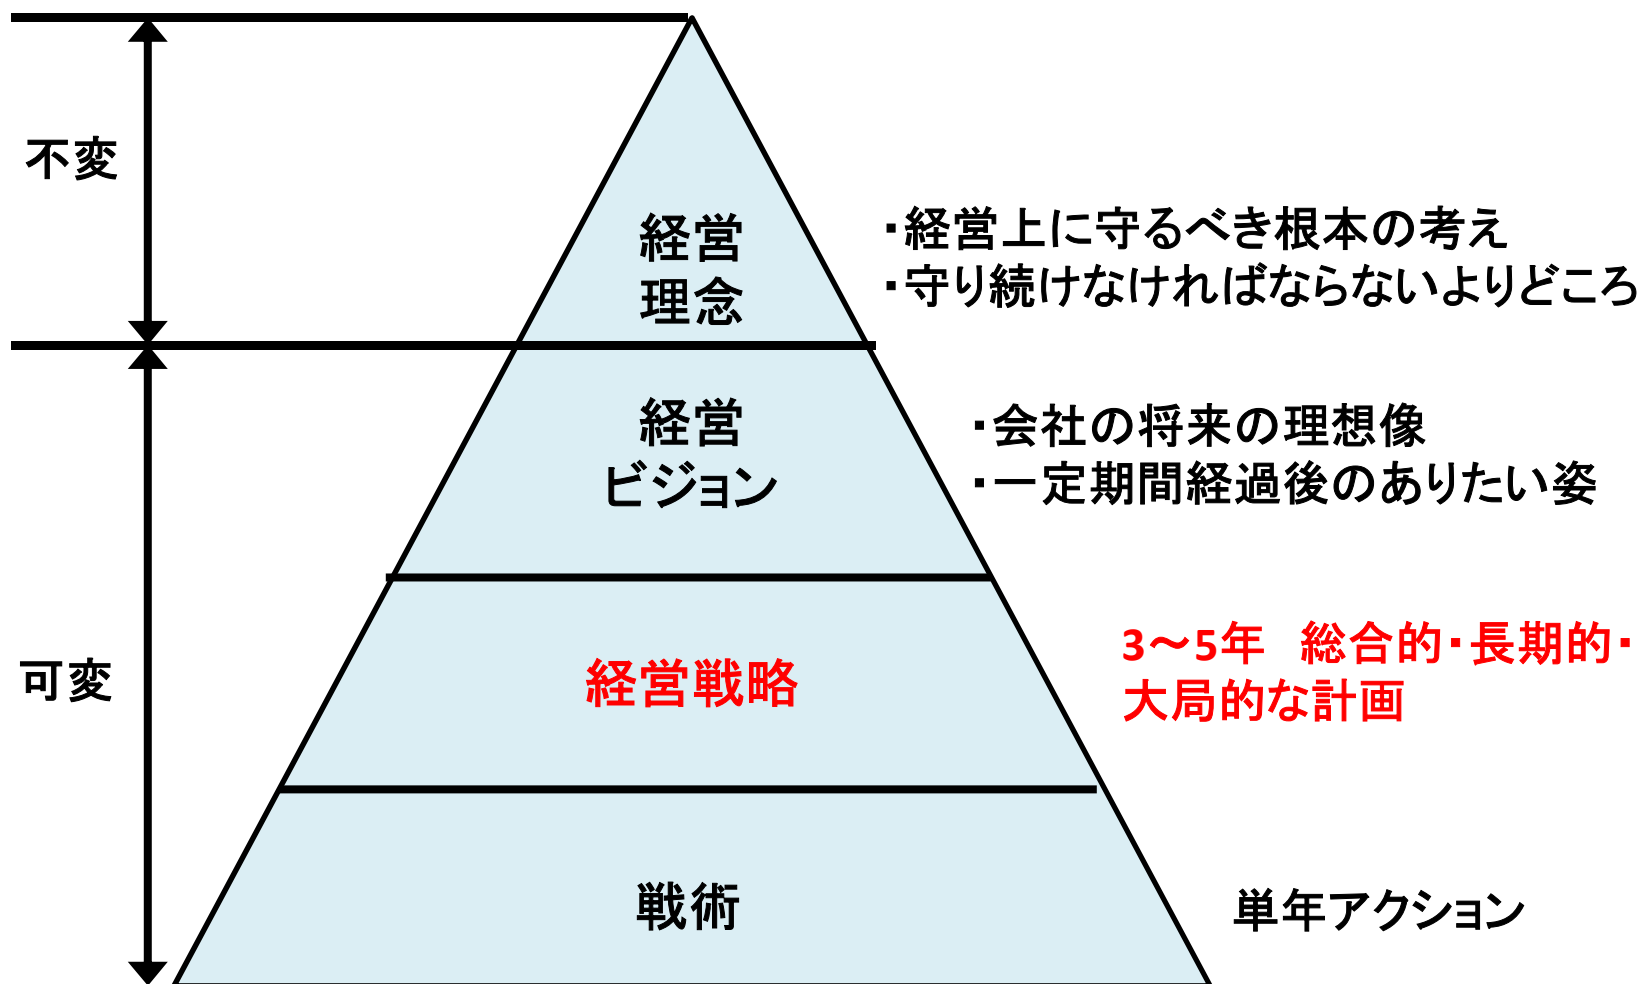 不変
経営
理念
・経営上に守るべき根本の考え
・守り続けなければならないよりどころ
経営
ビジョン
・会社の将来の理想像
・一定期間経過後のありたい姿
可変
経営戦略
3～5年　総合的・長期的・
大局的な計画
戦術
単年アクション